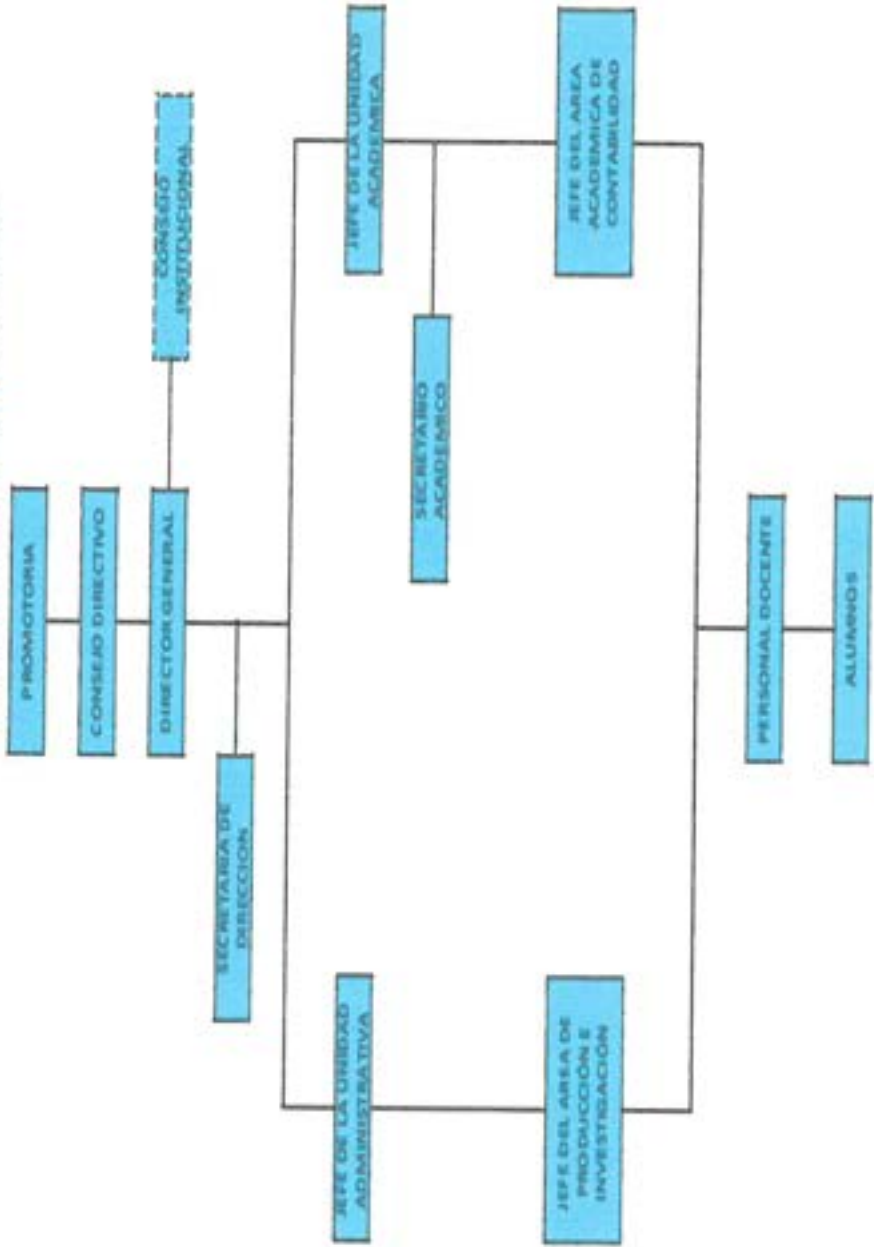 PROMOTORIA
CONSEJO DIRECTIVO
DIRECTOR GENERAL
CONSEJO
INSTITUCIONAL
SECRETARIA DE
DIRECCION
JEFE DE LA UNIDAD
ADMINISTRATIVA
JEFE DE LA UNIDAD
ACADEMICA
SECRETARIO
ACADEMICO
JEFE DEL AREA DE
PRODUCCIÓN E
INVESTIGACIÓN
JEFE DEL AREA
ACADEMICA DE
CONTABILIDAD
PERSONAL DOCENTE
ALUMNOS